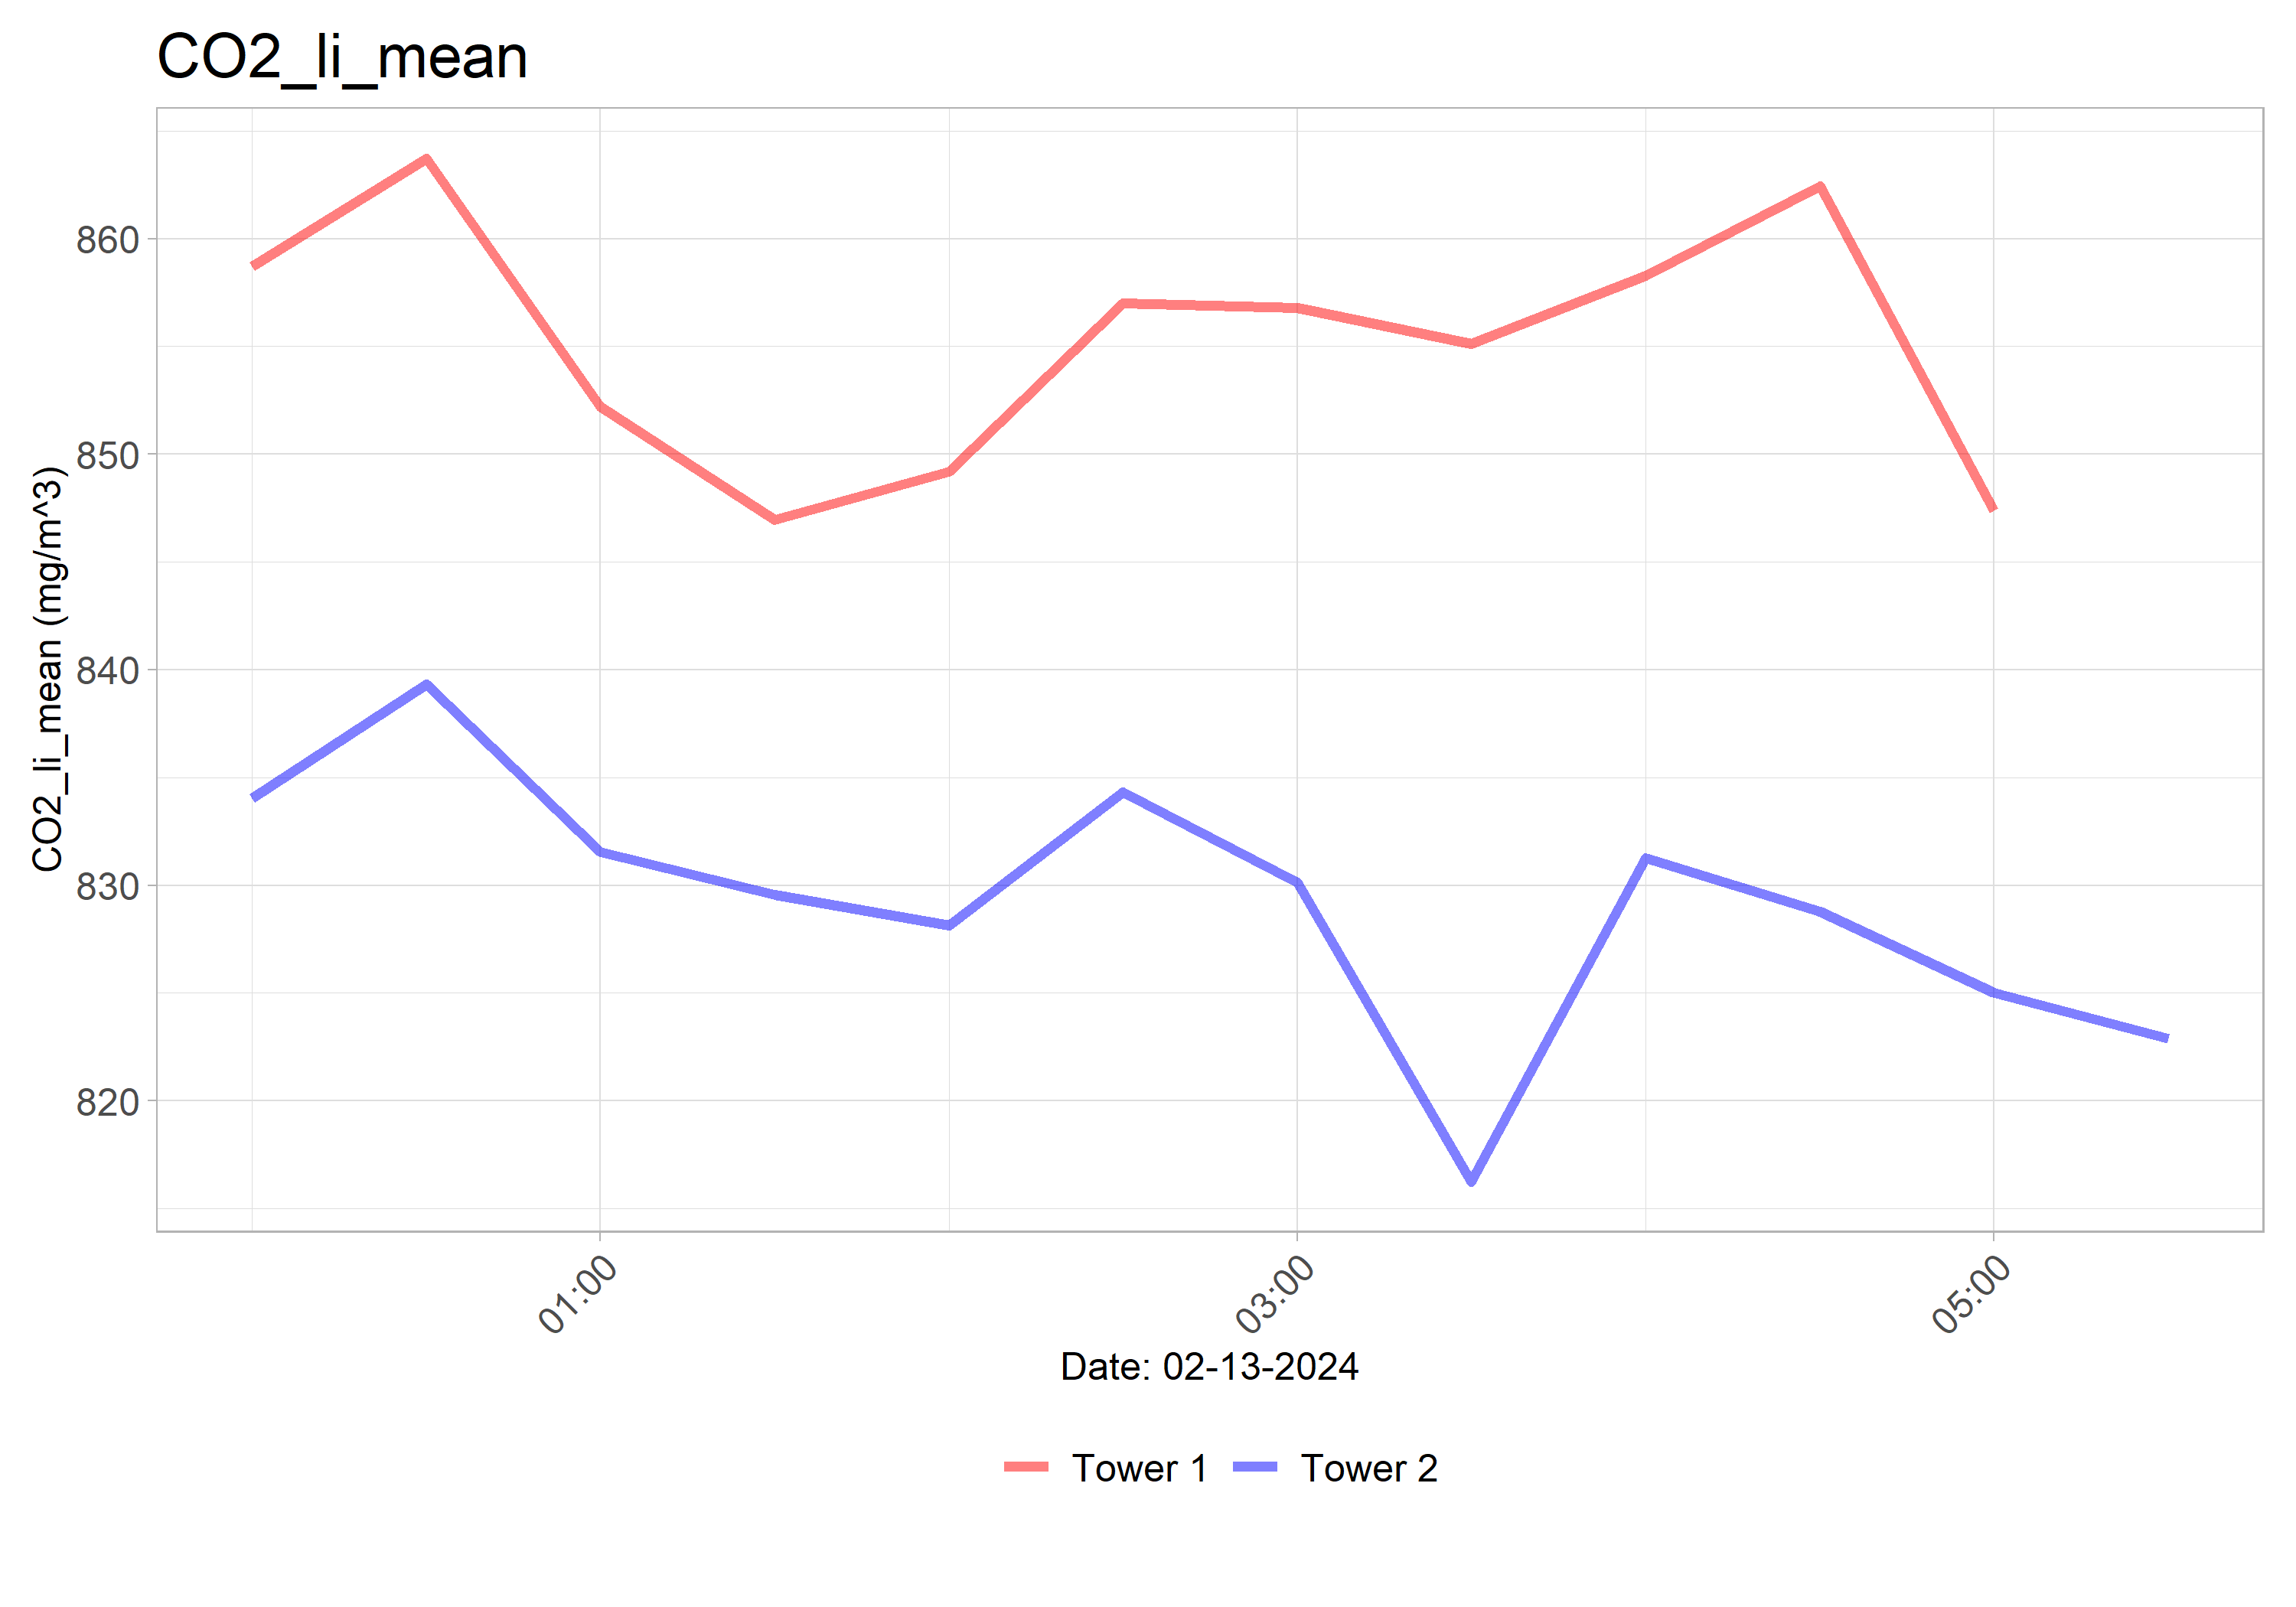 CO2_li_mean
CO2_li_mean (mg/m^3)
860
850
840
830
820
01:00
03:00
05:00
Date: 02-13-2024
Tower 1
Tower 2